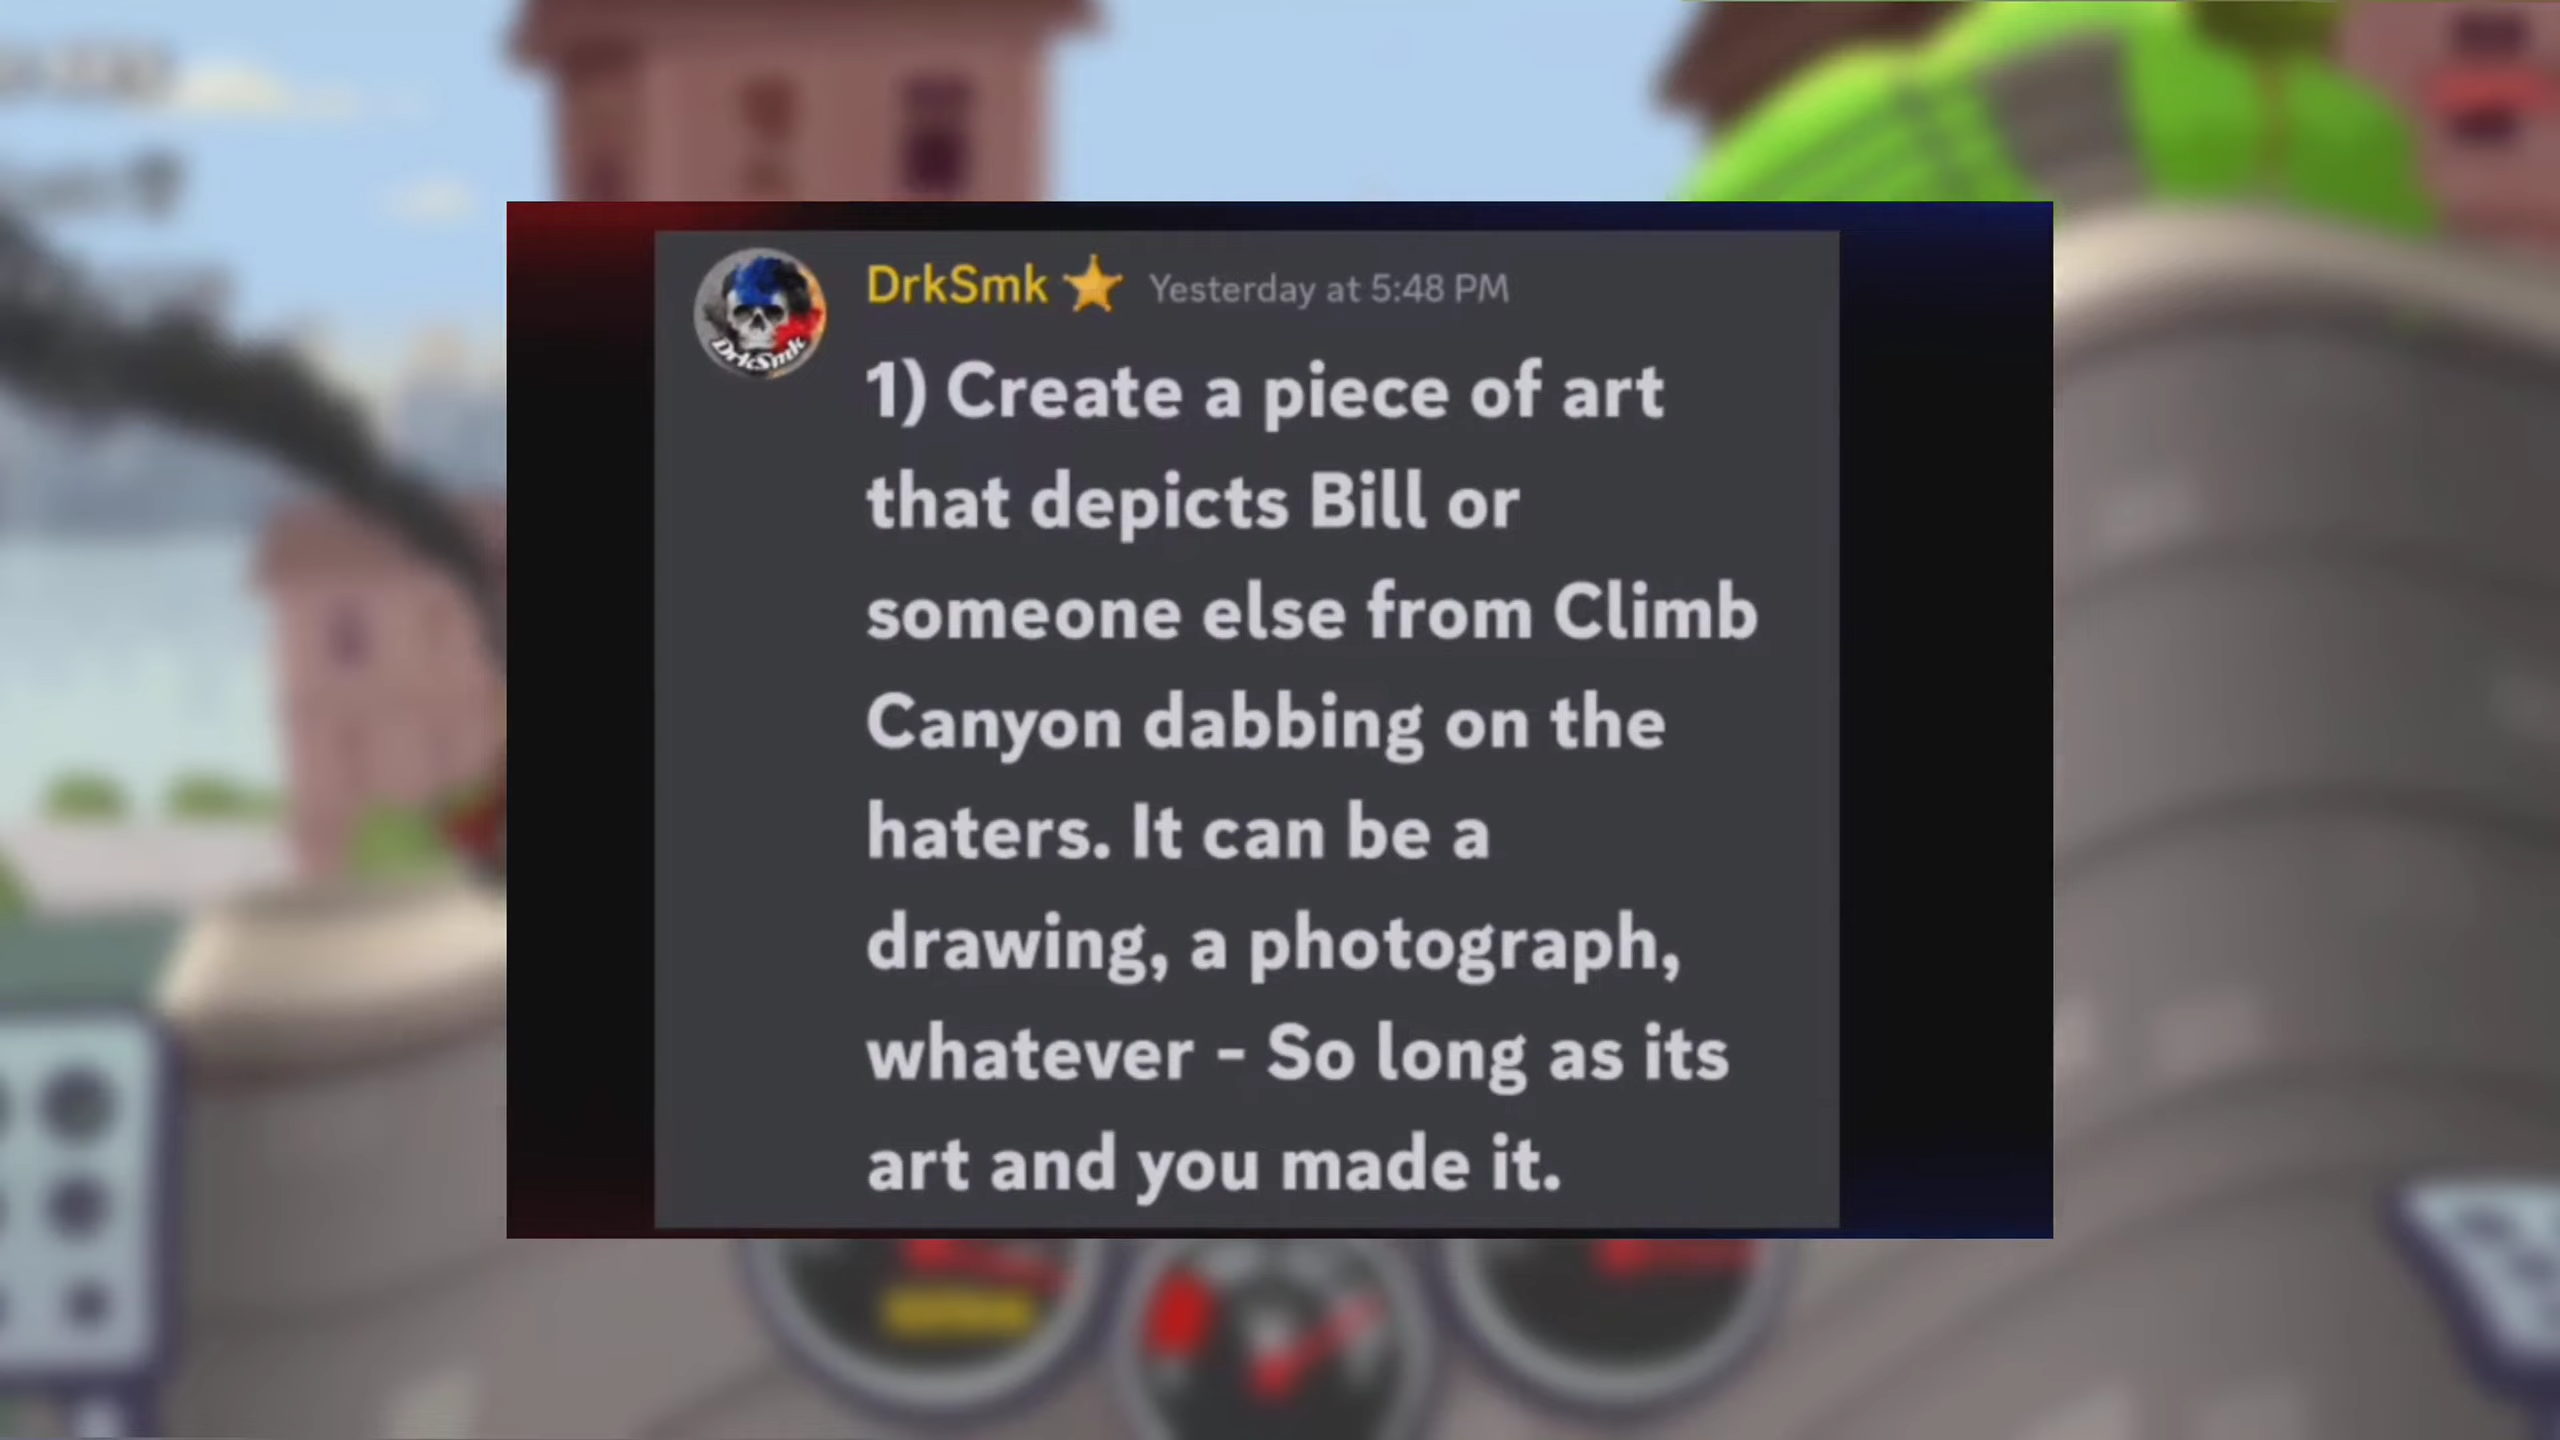 DrkSmk Yesterday at 5:48 PM
DrkSmk
1) Create a piece of art
that depicts Bill or
someone else from Climb
Canyon dabbing on the
haters. It can be a
drawing, a photograph,
whatever - So long as its
art and you made it.